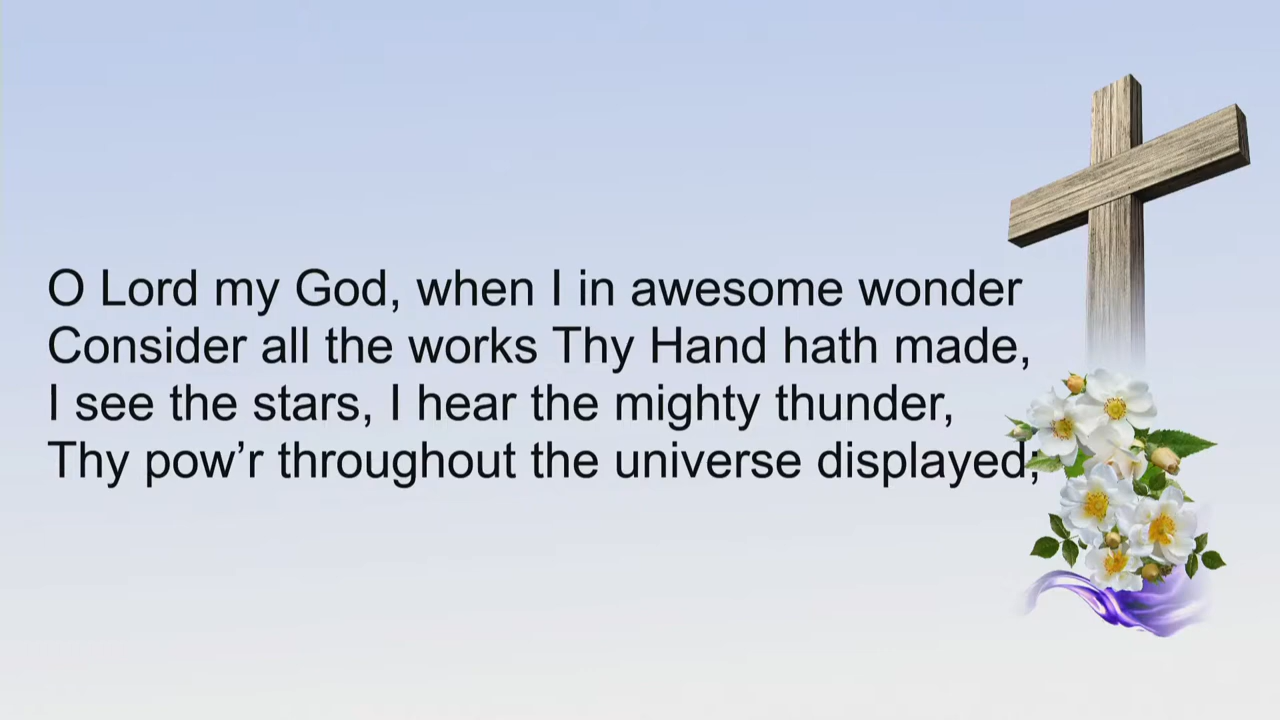 O Lord my God, when I in awesome wonder
Consider all the works Thy Hand hath made,
I see the stars, I hear the mighty thunder,
Thy pow’r throughout the universe displayed;